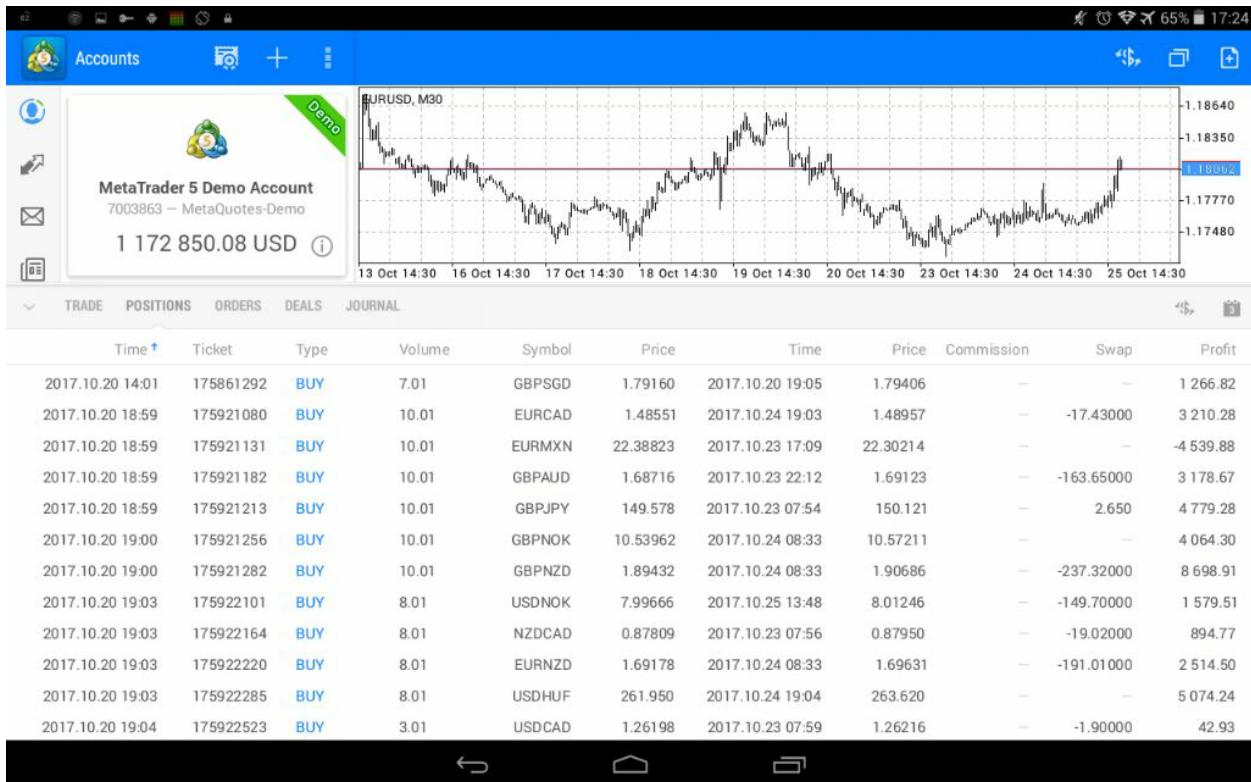 65% 17:24
Accounts
Demo
MetaTrader 5 Demo Account
7003863 — MetaQuotes-Demo
1 172 850.08 USD
EURUSD, M30
1.18640
1.18350
1.18062
1.17770
1.17480
13 Oct 14:30 16 Oct 14:30 17 Oct 14:30 18 Oct 14:30 19 Oct 14:30 20 Oct 14:30 23 Oct 14:30 24 Oct 14:30 25 Oct 14:30
TRADE POSITIONS ORDERS DEALS JOURNAL
Time Ticket Type Volume Symbol Price Time Price Commission Swap Profit
2017.10.20 14:01 175861292 BUY 7.01 GBPSGD 1.79160 2017.10.20 19:05 1.79406 — — 1 266.82
2017.10.20 18:59 175921080 BUY 10.01 EURCAD 1.48551 2017.10.24 19:03 1.48957 — -17.43000 3 210.28
2017.10.20 18:59 175921131 BUY 10.01 EURMXN 22.38823 2017.10.23 17:09 22.30214 — — -4 539.88
2017.10.20 18:59 175921182 BUY 10.01 GBPAUD 1.68716 2017.10.23 22:12 1.69123 — -163.65000 3 178.67
2017.10.20 18:59 175921213 BUY 10.01 GBPJPY 149.578 2017.10.23 07:54 150.121 — 2.650 4 779.28
2017.10.20 19:00 175921256 BUY 10.01 GBPNOK 10.53962 2017.10.24 08:33 10.57211 — — 4 064.30
2017.10.20 19:00 175921282 BUY 10.01 GBPNZD 1.89432 2017.10.24 08:33 1.90686 — -237.32000 8 698.91
2017.10.20 19:03 175922101 BUY 8.01 USDNOK 7.99666 2017.10.25 13:48 8.01246 — -149.70000 1 579.51
2017.10.20 19:03 175922164 BUY 8.01 NZDCAD 0.87809 2017.10.23 07:56 0.87950 — -19.02000 894.77
2017.10.20 19:03 175922220 BUY 8.01 EURNZD 1.69178 2017.10.24 08:33 1.69631 — -191.01000 2 514.50
2017.10.20 19:03 175922285 BUY 8.01 USDHUF 261.950 2017.10.24 19:04 263.620 — — 5 074.24
2017.10.20 19:04 175922523 BUY 3.01 USDCAD 1.26198 2017.10.23 07:59 1.26216 — -1.90000 42.93